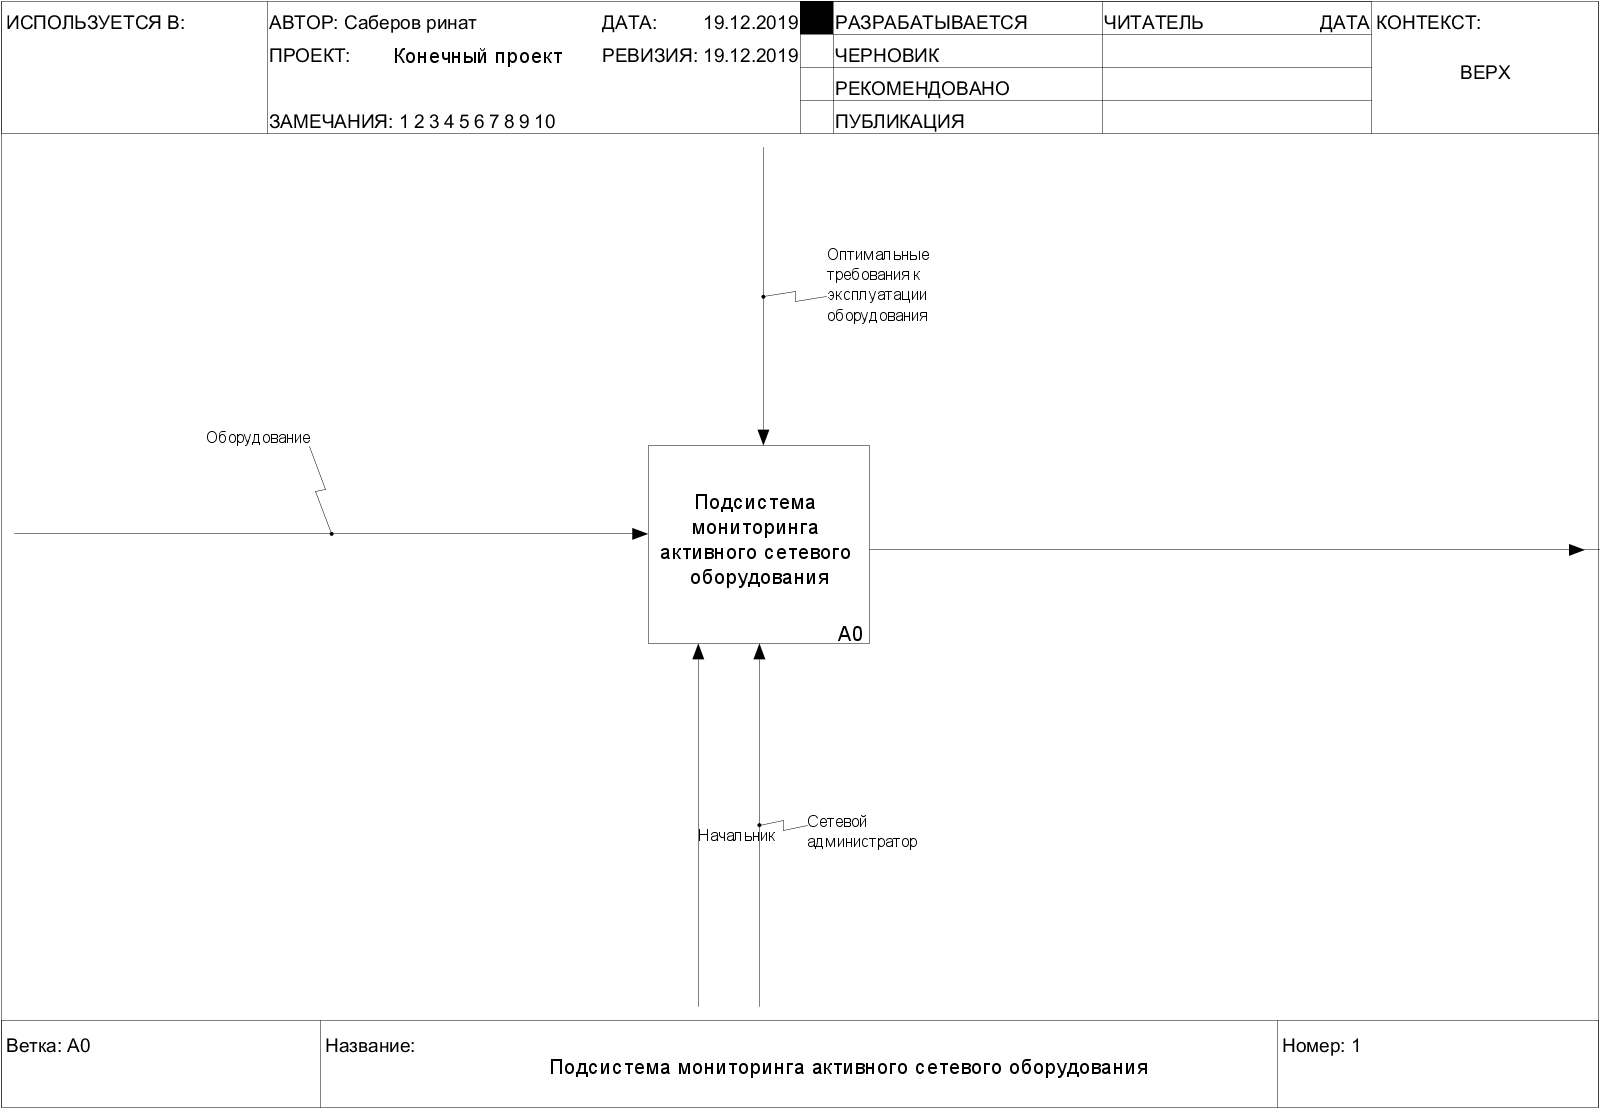 ИСПОЛЬЗУЕТСЯ В:
АВТОР: Саберов ринат
ДАТА: 19.12.2019
ПРОЕКТ: Конечный проект
РЕВИЗИЯ: 19.12.2019
ЗАМЕЧАНИЯ: 1 2 3 4 5 6 7 8 9 10
РАЗРАБАТЫВАЕТСЯ
ЧЕРНОВИК
РЕКОМЕНДОВАНО
ПУБЛИКАЦИЯ
ЧИТАТЕЛЬ
ДАТА
КОНТЕКСТ:
ВЕРХ
Оптимальные
требования к
эксплуатации
оборудования
Оборудование
Подсистема
мониторинга
активного сетевого
оборудования
A0
Начальник
Сетевой
администратор
Ветка: A0
Название:
Подсистема мониторинга активного сетевого оборудования
Номер: 1